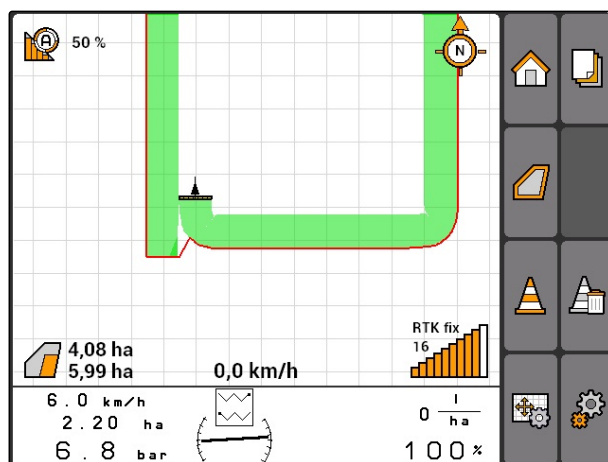 A
50 %
N
RTK fix
16
4,08 ha
5,99 ha
0,0 km/h
6.0 km/h
2.20 ha
6.8 bar
0 l/ha
100%